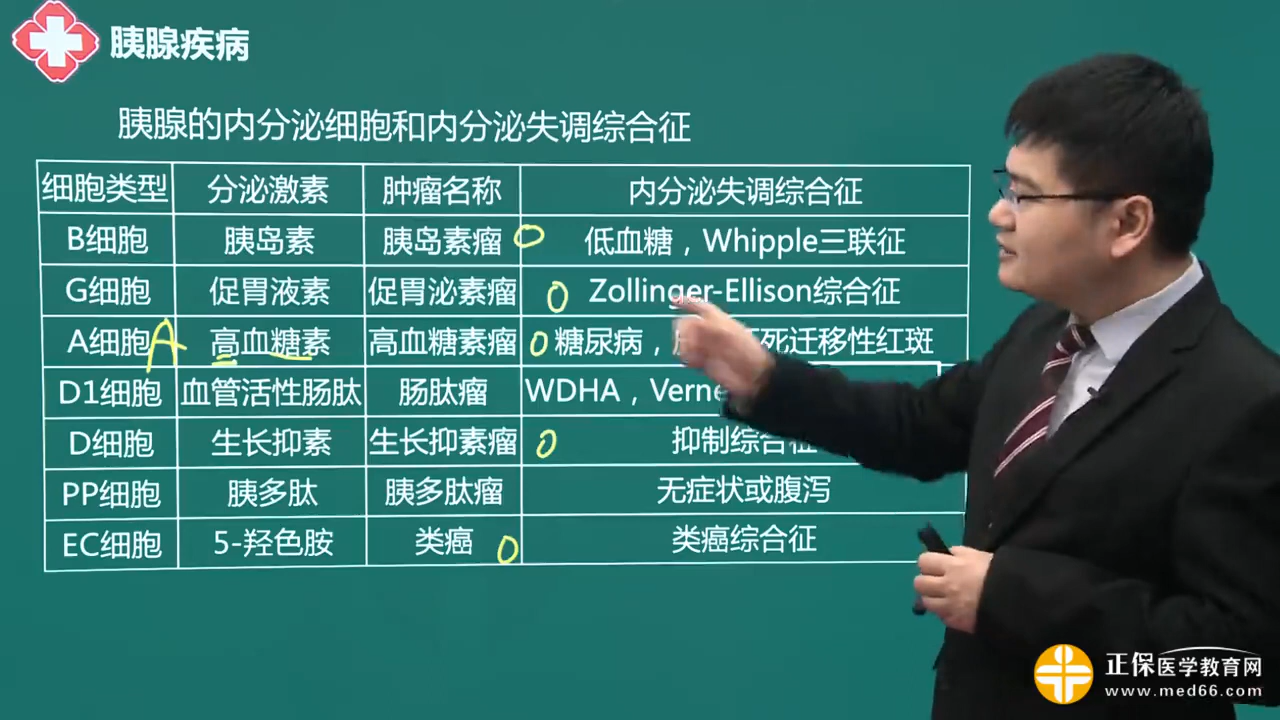 胰腺疾病
胰腺的内分泌细胞和内分泌失调综合征
细胞类型 分泌激素 肿瘤名称 内分泌失调综合征
B细胞 胰岛素 胰岛素瘤 低血糖，Whipple三联征
G细胞 促胃液素 促胃泌素瘤 Zollinger-Ellison综合征
A细胞 A 高血糖素 高血糖素瘤 糖尿病， 死迁移性红斑
D1细胞 血管活性肠肽 肠肽瘤 WDHA，
D细胞 生长抑素 生长抑素瘤 抑制综合征
PP细胞 胰多肽 胰多肽瘤 无症状或腹泻
EC细胞 5-羟色胺 类癌 类癌综合征
正保医学教育网
www.med66.com